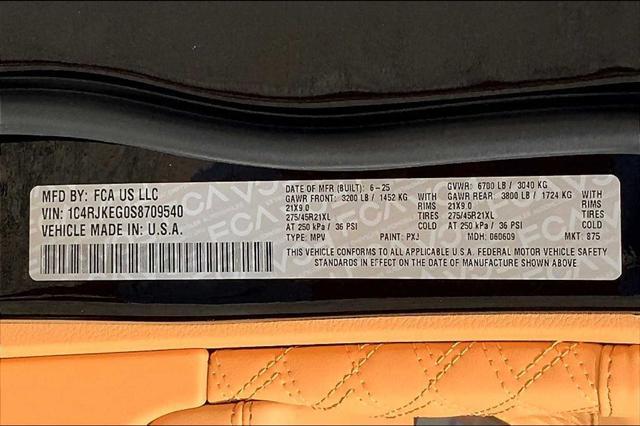 MFD BY: FCA US LLC
VIN: 1C4RJKEG0S8709540
VEHICLE MADE IN: U.S.A.
DATE OF MFR (BUILT): 6-25 GVWR: 6700 LB / 3040 KG
GAWR FRONT: 3200 LB / 1452 KG WITH GAWR REAR: 3800 LB / 1724 KG WITH
21X9.0 RIMS 21X9.0 RIMS
275/45R21XL TIRES 275/45R21XL TIRES
AT 250 kPa / 36 PSI COLD AT 250 kPa / 36 PSI COLD
TYPE: MPV PAINT: PXJ MDH: 060609 MKT: 875
THIS VEHICLE CONFORMS TO ALL APPLICABLE U.S.A. FEDERAL MOTOR VEHICLE SAFETY
STANDARDS IN EFFECT ON THE DATE OF MANUFACTURE SHOWN ABOVE.